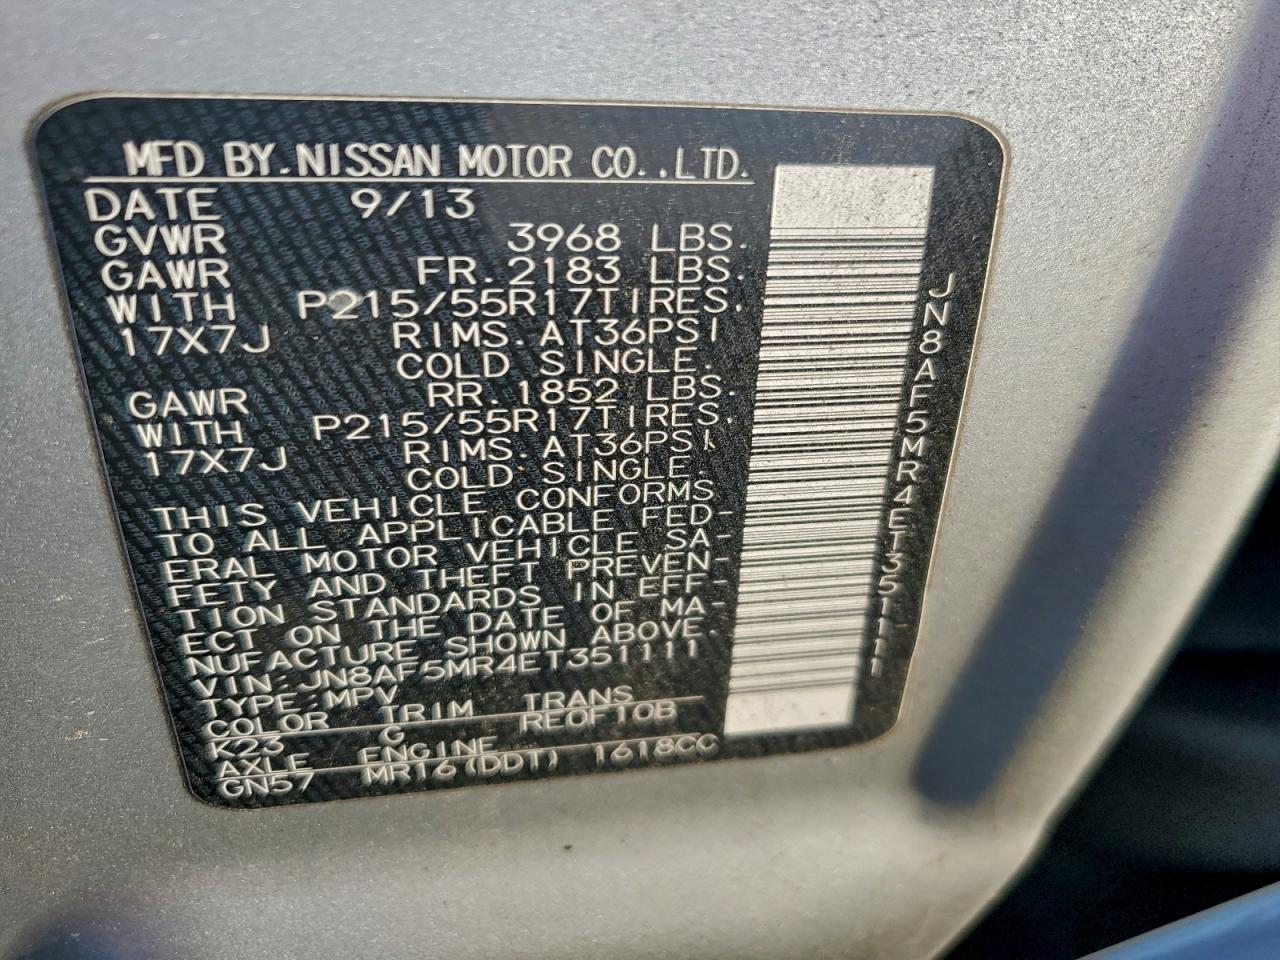 MFD BY.NISSAN MOTOR CO.,LTD.
DATE 9/13
GVWR 3968 LBS.
GAWR FR. 2183 LBS.
WITH P215/55R17TIRES.
17X7J RIMS. AT36PSI
COLD SINGLE.
GAWR RR. 1852 LBS.
WITH P215/55R17TIRES.
17X7J RIMS. AT36PSI
COLD SINGLE.
THIS VEHICLE CONFORMS
TO ALL APPLICABLE FED-
ERAL MOTOR VEHICLE SA-
FETY AND THEFT PREVEN-
TION STANDARDS IN EFF-
ECT ON THE DATE OF MA-
NUFACTURE SHOWN ABOVE.
VIN:JN8AF5MR4ET351111
TYPE:MPV
COLOR TRIM TRANS
K23 G RE0F10B
AXLE ENGINE
GN57 MR16(DDT) 1618CC
JN8AF5MR4ET351111